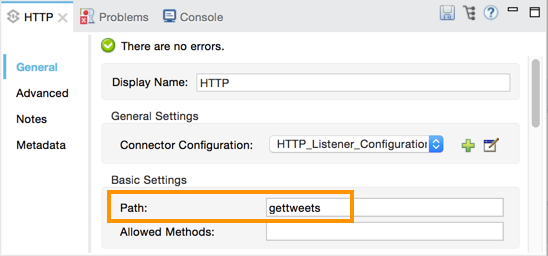 HTTP
Problems
Console
There are no errors.
General
Advanced
Notes
Metadata
Display Name: HTTP
General Settings
Connector Configuration: HTTP_Listener_Configuration
Basic Settings
Path: gettweets
Allowed Methods: